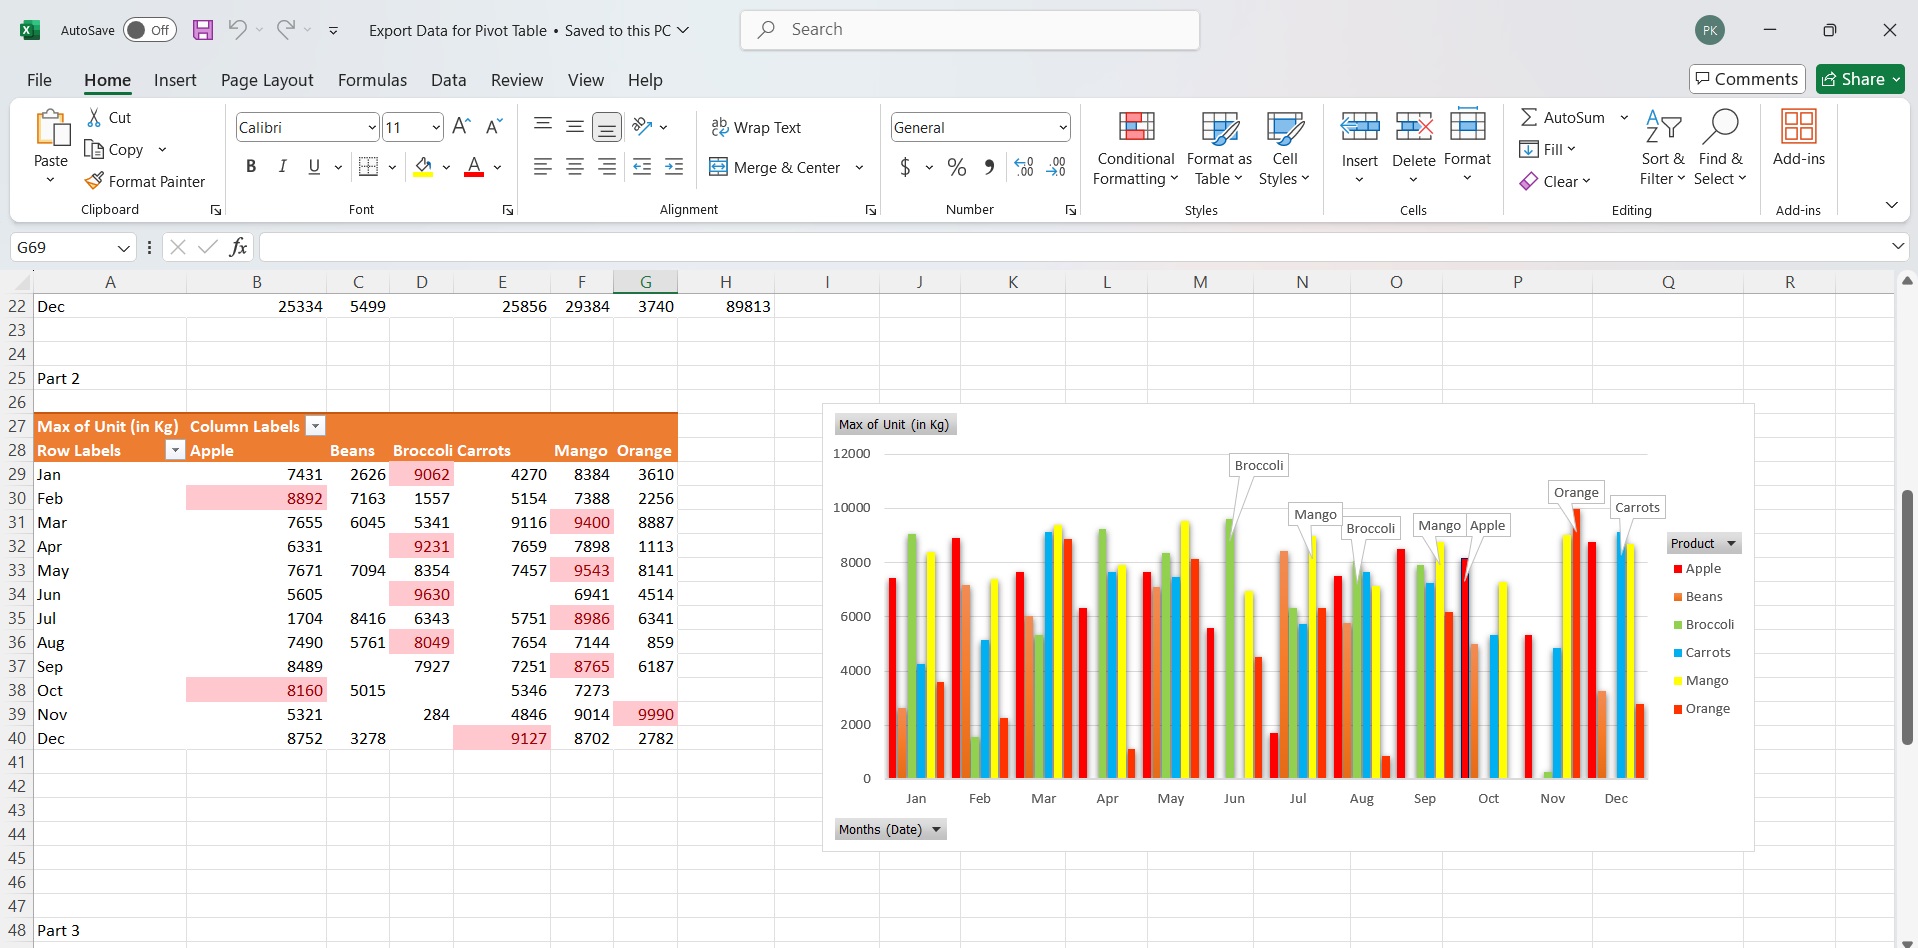 AutoSave Off Export Data for Pivot Table • Saved to this PC Search PK
File Home Insert Page Layout Formulas Data Review View Help Comments Share
Paste Cut Copy Format Painter Clipboard
Calibri 11 B I U A Font
Wrap Text Merge & Center Alignment
General $ % Number
Conditional Formatting Format as Table Cell Styles Styles
Insert Delete Format Cells
AutoSum Fill Clear Sort & Filter Find & Select Editing
Add-ins Add-ins
G69 fx
A B C D E F G H I J K L M N O P Q R
22 Dec 25334 5499 25856 29384 3740 89813
23
24
25 Part 2
26
27 Max of Unit (in Kg) Column Labels
28 Row Labels Apple Beans Broccoli Carrots Mango Orange
29 Jan 7431 2626 9062 4270 8384 3610
30 Feb 8892 7163 1557 5154 7388 2256
31 Mar 7655 6045 5341 9116 9400 8887
32 Apr 6331 9231 7659 7898 1113
33 May 7671 7094 8354 7457 9543 8141
34 Jun 5605 9630 6941 4514
35 Jul 1704 8416 6343 5751 8986 6341
36 Aug 7490 5761 8049 7654 7144 859
37 Sep 8489 7927 7251 8765 6187
38 Oct 8160 5015 5346 7273
39 Nov 5321 284 4846 9014 9990
40 Dec 8752 3278 9127 8702 2782
41
42
43
44
45
46
47
48 Part 3
Max of Unit (in Kg)
12000
10000
8000
6000
4000
2000
0
Broccoli
Mango
Broccoli
Mango
Apple
Orange
Carrots
Jan Feb Mar Apr May Jun Jul Aug Sep Oct Nov Dec
Months (Date)
Product
Apple
Beans
Broccoli
Carrots
Mango
Orange